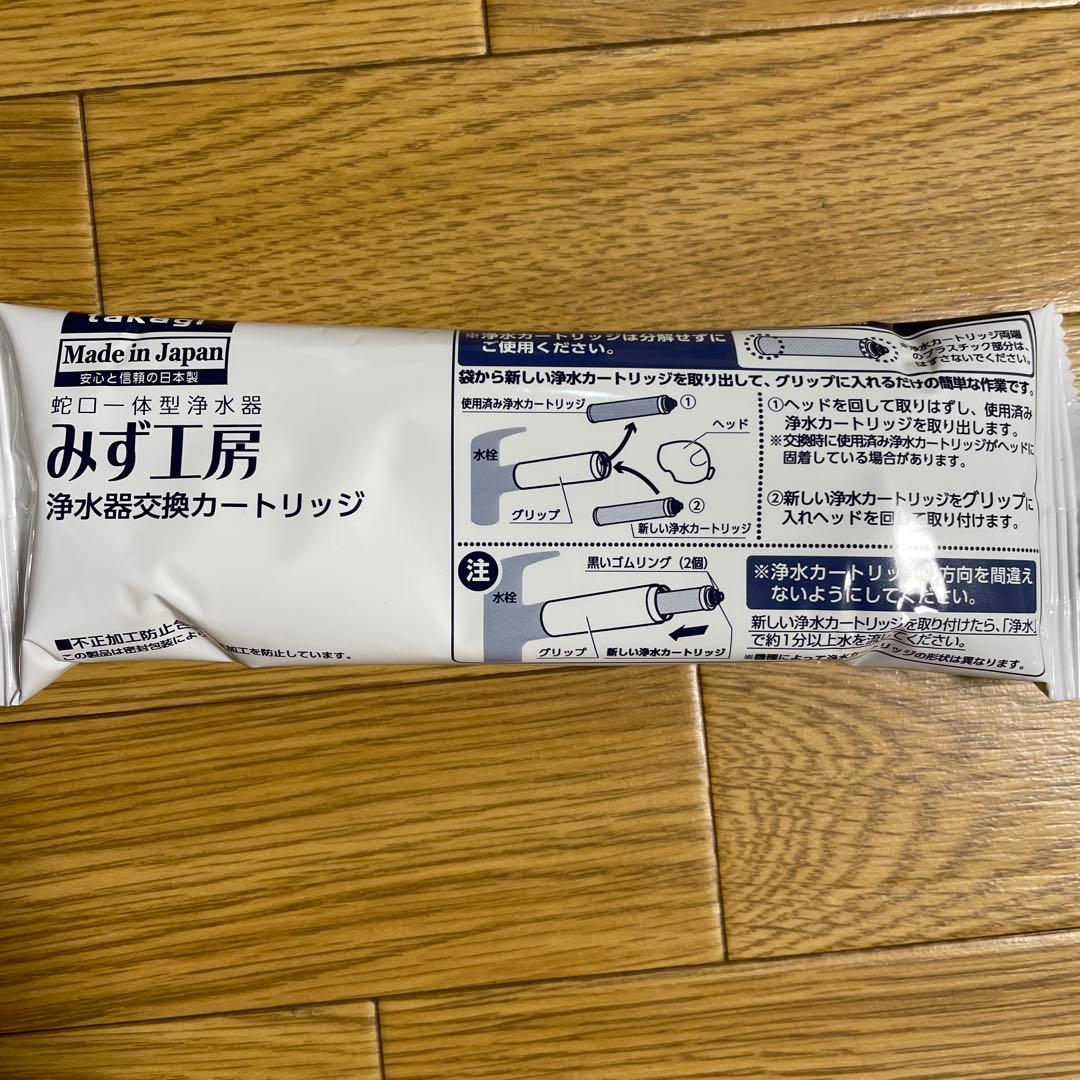 takagi
Made in Japan
安心と信頼の日本製
蛇口一体型浄水器
みず工房
浄水器交換カートリッジ
■不正加工防止
この製品は密封包装によ
加工を防止しています。
※浄水カートリッジは分解せずに
ご使用ください。
浄水カートリッジ両端
のプラスチック部分は、
はずさないでください。
袋から新しい浄水カートリッジを取り出して、グリップに入れるだけの簡単な作業です。
使用済み浄水カートリッジ
①
ヘッド
水栓
グリップ
②
新しい浄水カートリッジ
①ヘッドを回して取りはずし、使用済み
浄水カートリッジを取り出します。
※交換時に使用済み浄水カートリッジがヘッドに
固着している場合があります。
②新しい浄水カートリッジをグリップに
入れヘッドを回して取り付けます。
注
黒いゴムリング（2個）
水栓
グリップ
新しい浄水カートリッジ
※浄水カートリッジの方向を間違え
ないようにしてください。
新しい浄水カートリッジを取り付けたら、「浄水」
で約1分以上水を流してください。
※機種によって浄水カートリッジの形状は異なります。